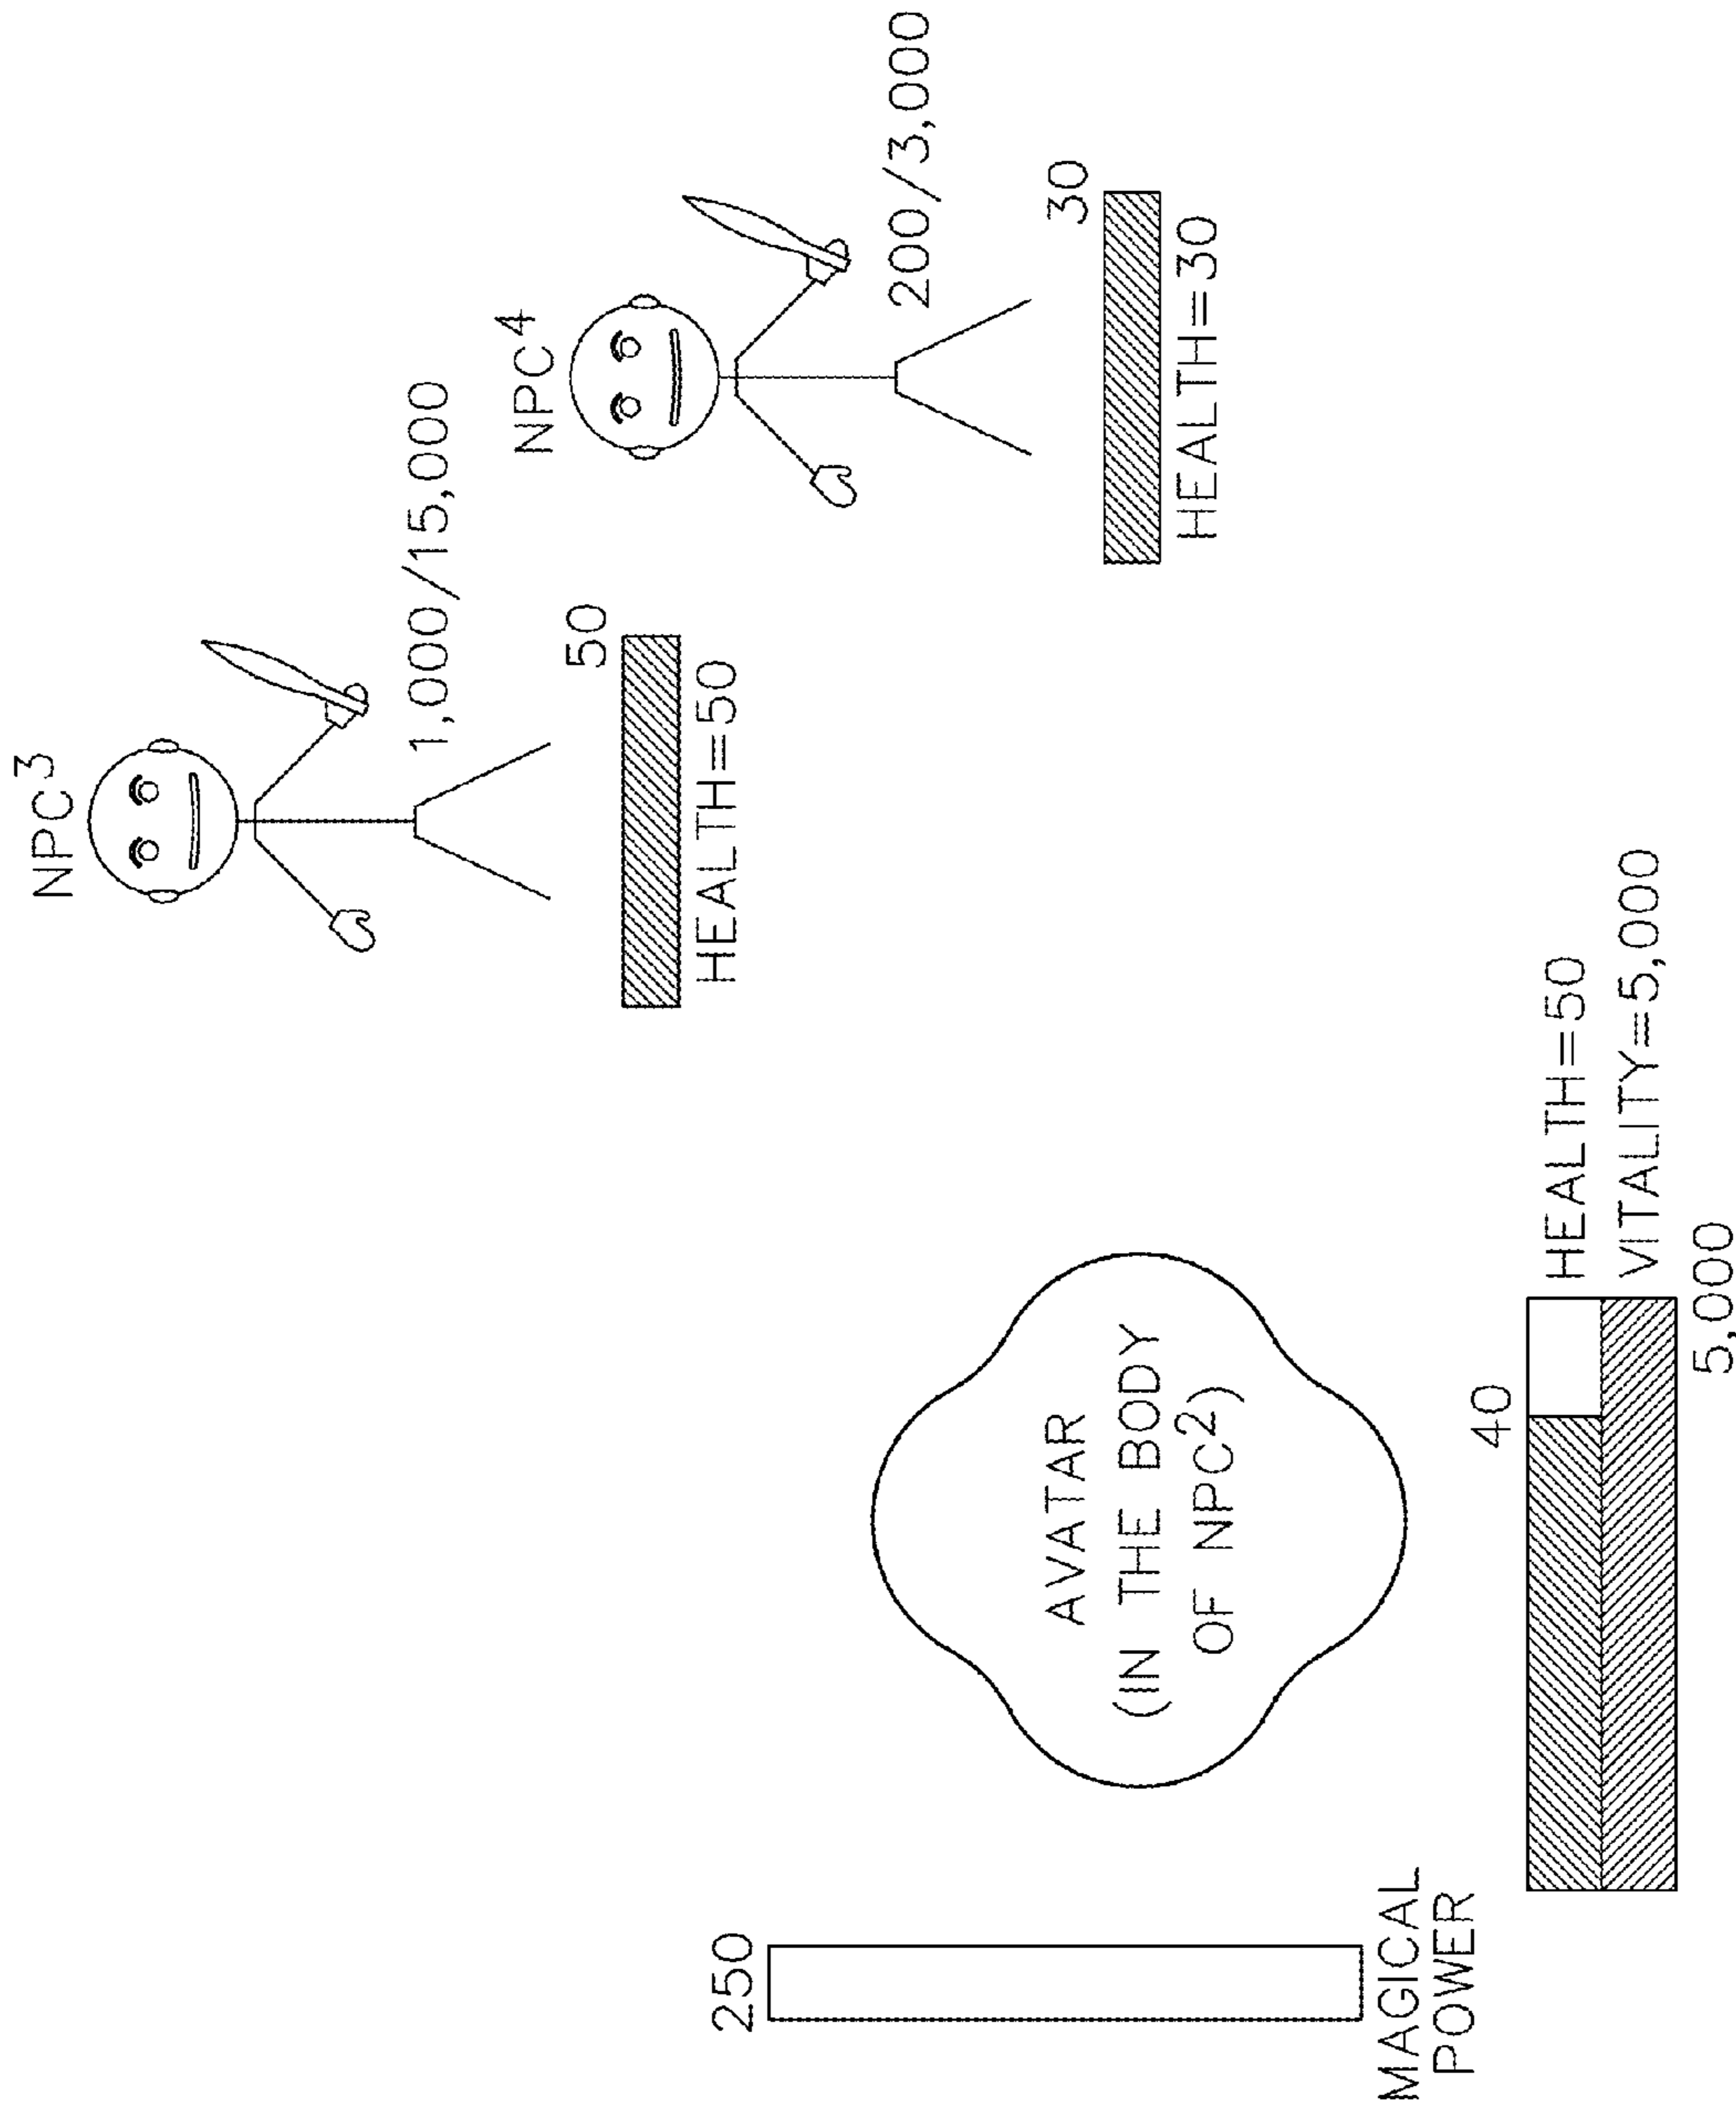 NPC³
1,000/15,000
50
HEALTH=50
NPC⁴
200/3,000
30
HEALTH=30
250
MAGICAL
POWER
AVATAR
(IN THE BODY
OF NPC²)
40
HEALTH=50
VITALITY=5,000
5,000